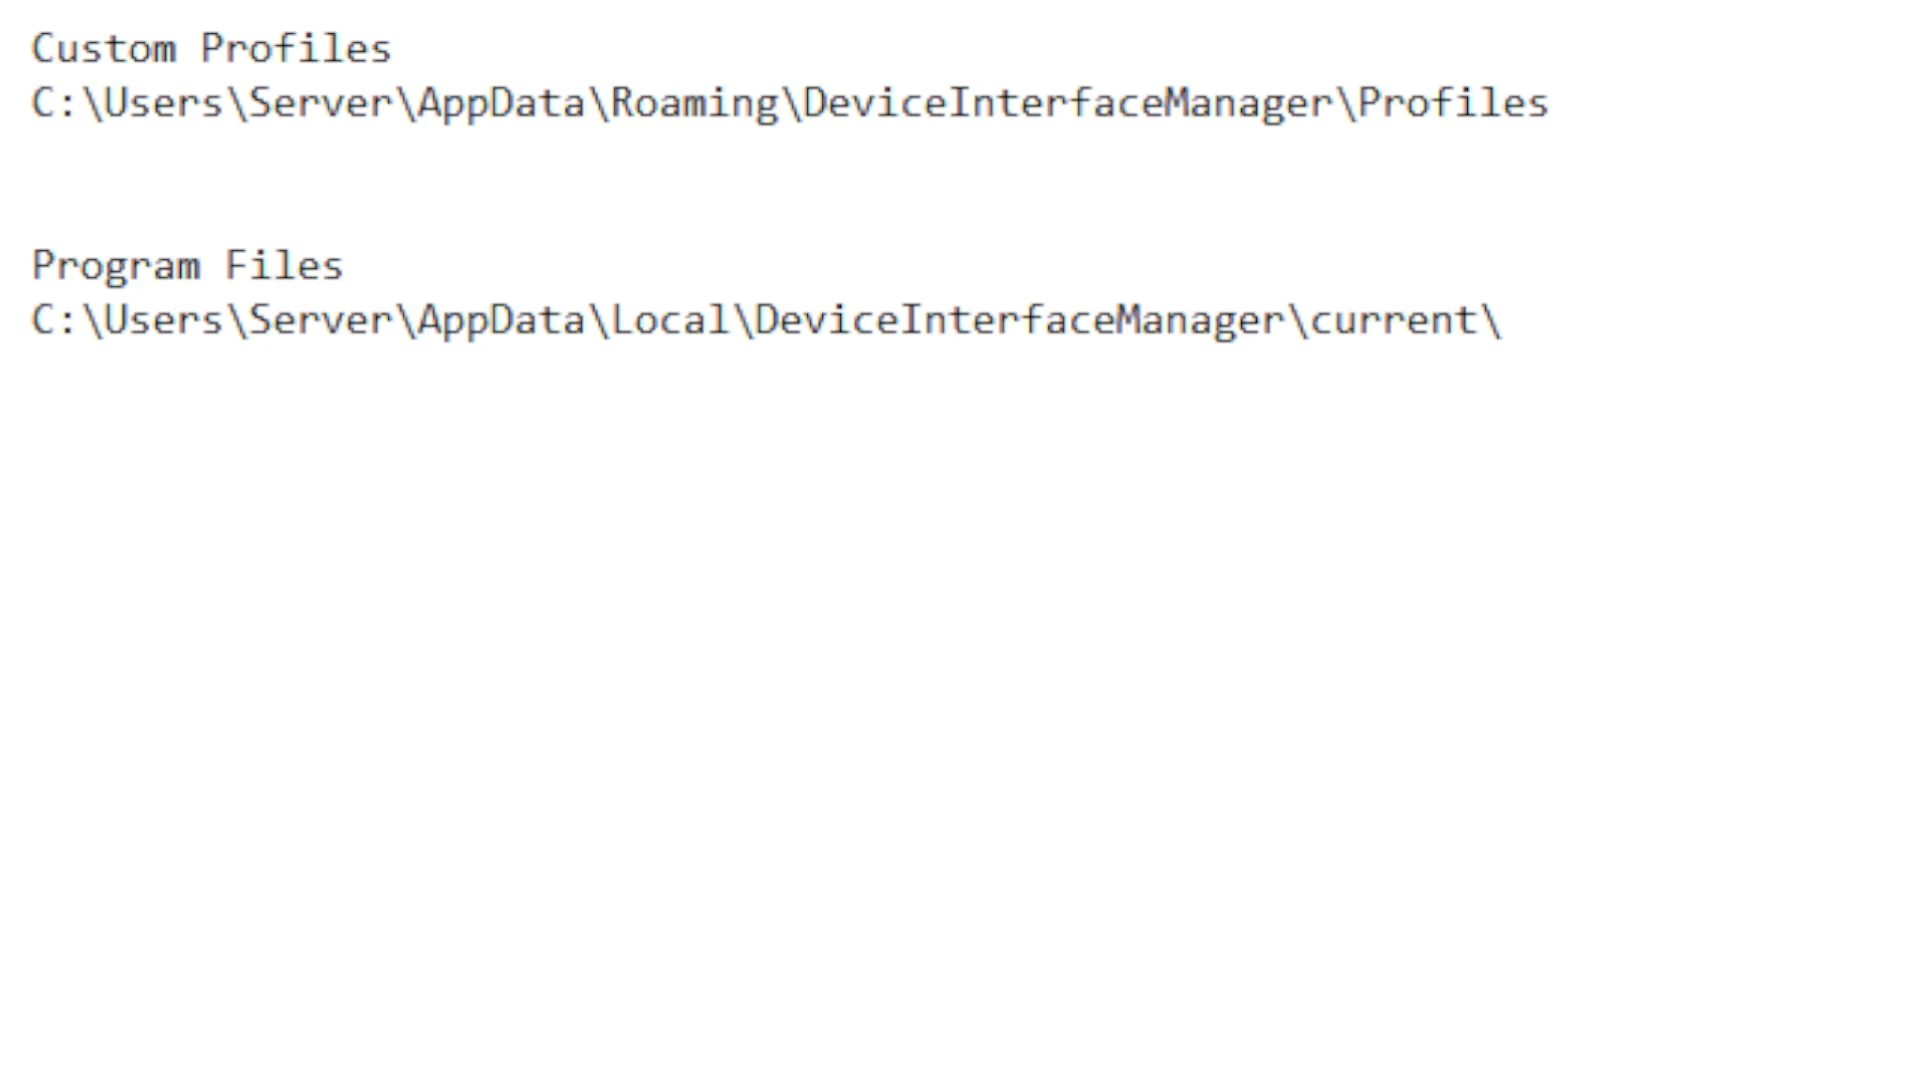 Custom Profiles
C:\Users\Server\AppData\Roaming\DeviceInterfaceManager\Profiles
Program Files
C:\Users\Server\AppData\Local\DeviceInterfaceManager\current\